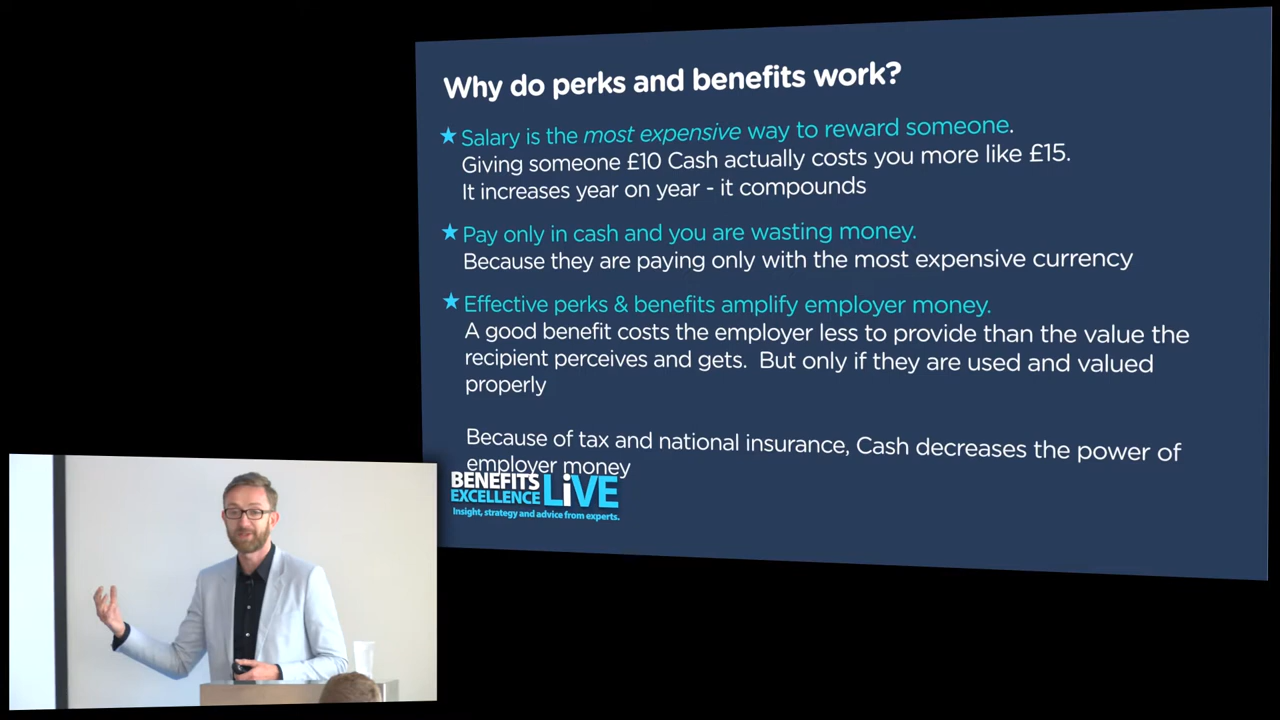 Why do perks and benefits work?
★ Salary is the most expensive way to reward someone.
Giving someone £10 Cash actually costs you more like £15.
It increases year on year - it compounds
★ Pay only in cash and you are wasting money.
Because they are paying only with the most expensive currency
★ Effective perks & benefits amplify employer money.
A good benefit costs the employer less to provide than the value the
recipient perceives and gets. But only if they are used and valued
properly
Because of tax and national insurance, Cash decreases the power of
employer money
BENEFITS
EXCELLENCE LiVE
Insight, strategy and advice from experts.